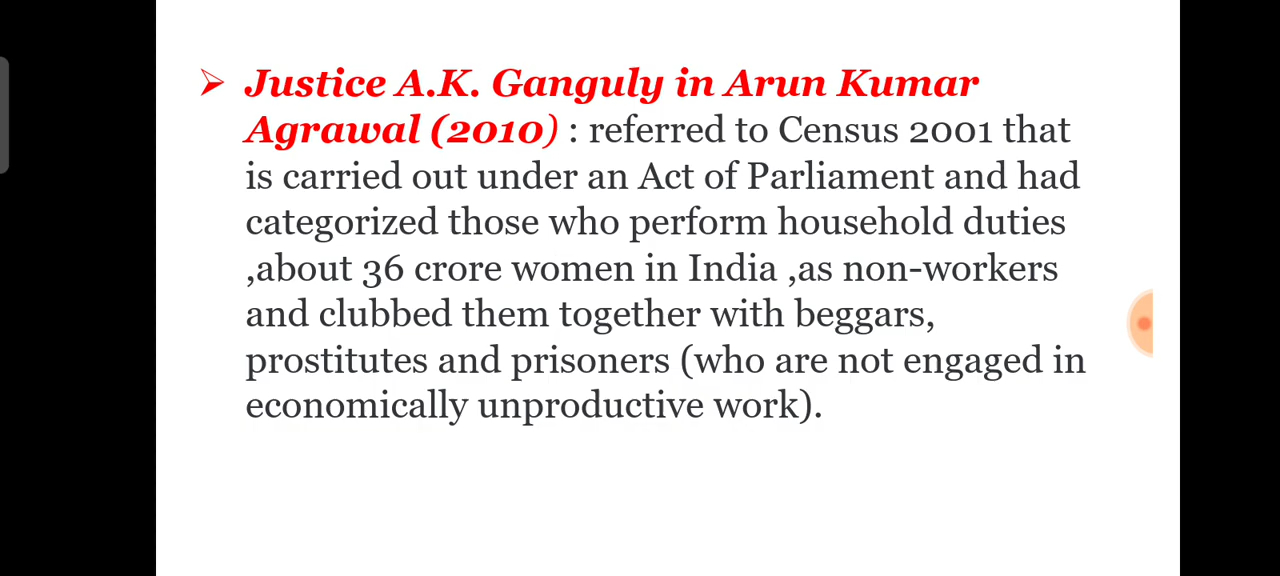 ➢ Justice A.K. Ganguly in Arun Kumar
Agrawal (2010) : referred to Census 2001 that
is carried out under an Act of Parliament and had
categorized those who perform household duties
,about 36 crore women in India ,as non-workers
and clubbed them together with beggars,
prostitutes and prisoners (who are not engaged in
economically unproductive work).